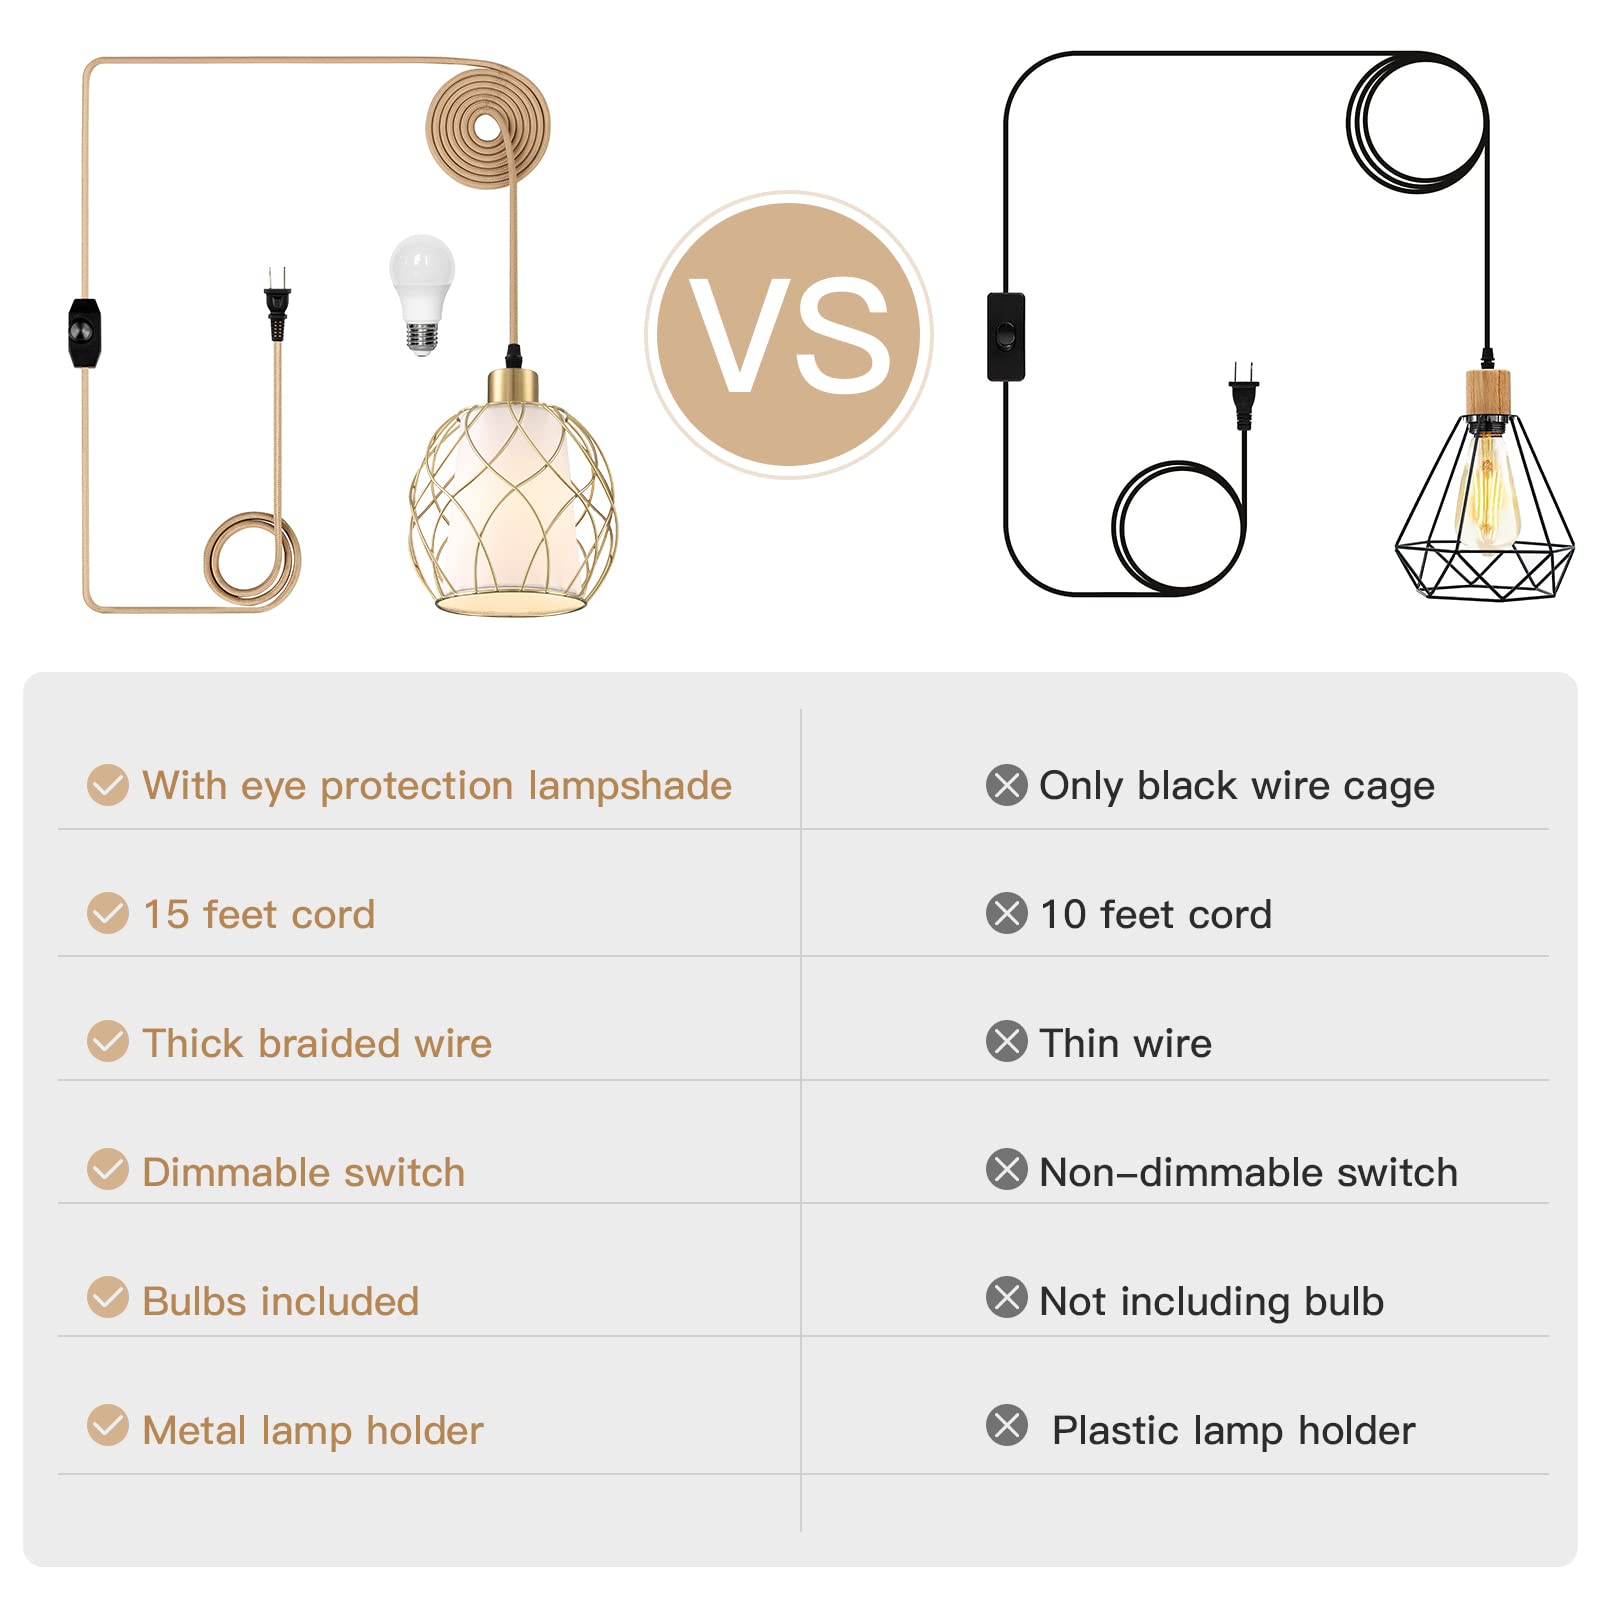 VS
With eye protection lampshade
Only black wire cage
15 feet cord
10 feet cord
Thick braided wire
Thin wire
Dimmable switch
Non-dimmable switch
Bulbs included
Not including bulb
Metal lamp holder
Plastic lamp holder